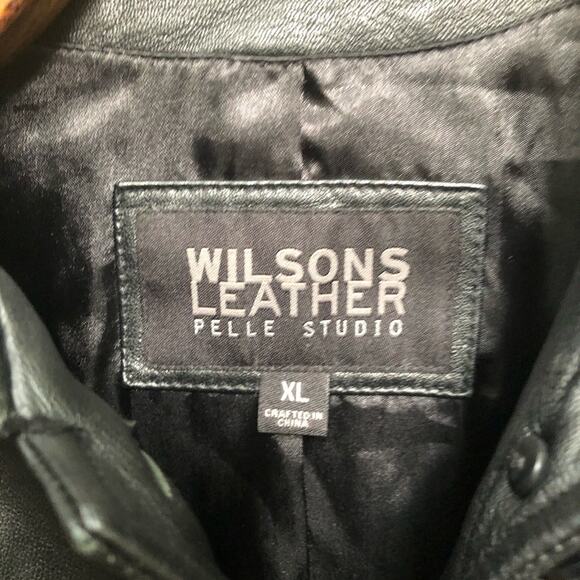 WILSONS
LEATHER
PELLE STUDIO
XL
CRAFTED IN
CHINA